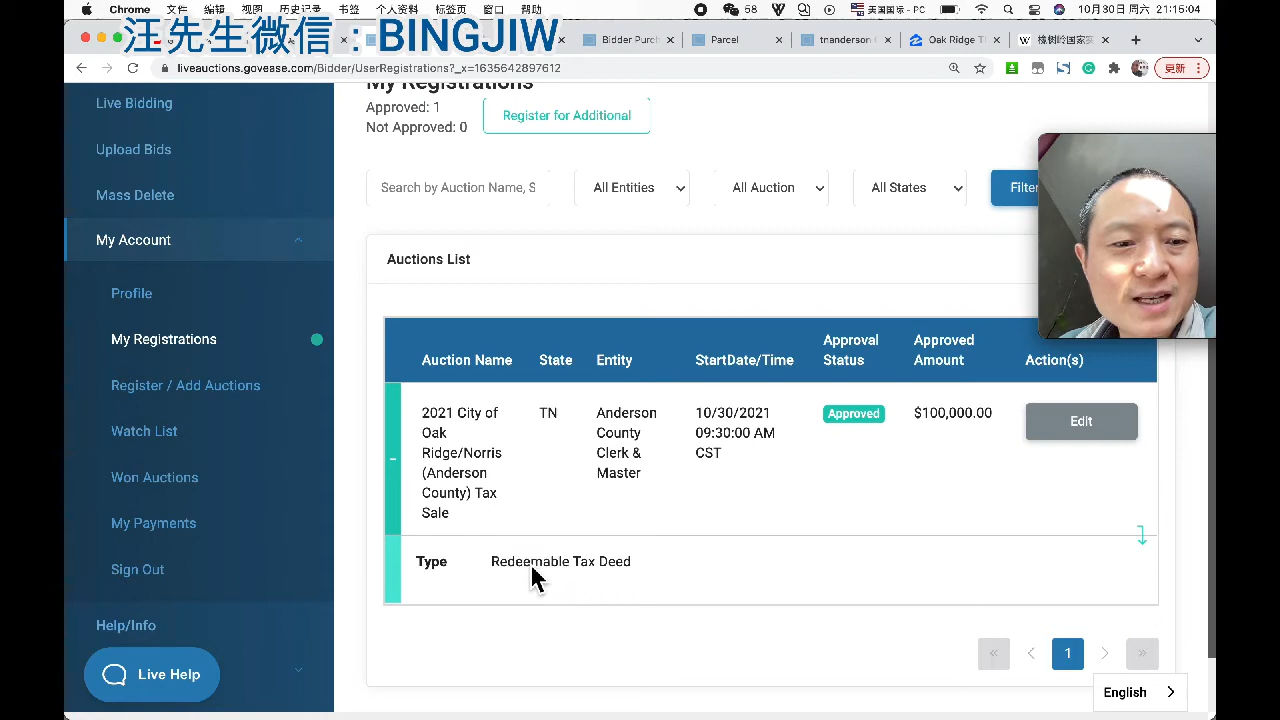 Chrome 文件 编辑 视图 历史记录 书签 个人资料 标签页 窗口 帮助 58 美国国旗 - PC 10月30日 周六 21:15:04
汪先生微信：BINGJIW
Bidder Purch Parcel Oak Ridge T
liveauctions.govease.com/Bidder/UserRegistrations?_x=1635642897612 更新
My Registrations
Approved: 1
Not Approved: 0
Register for Additional
Live Bidding
Upload Bids
Mass Delete
My Account
Profile
My Registrations
Register / Add Auctions
Watch List
Won Auctions
My Payments
Sign Out
Help/Info
Live Help
Search by Auction Name, S All Entities All Auction All States Filter
Auctions List
Auction Name State Entity StartDate/Time Approval Status Approved Amount Action(s)
2021 City of TN Anderson 10/30/2021 Approved $100,000.00 Edit
Oak County 09:30:00 AM
Ridge/Norris Clerk & CST
(Anderson Master
County) Tax
Sale
Type Redeemable Tax Deed
« 1 »
English